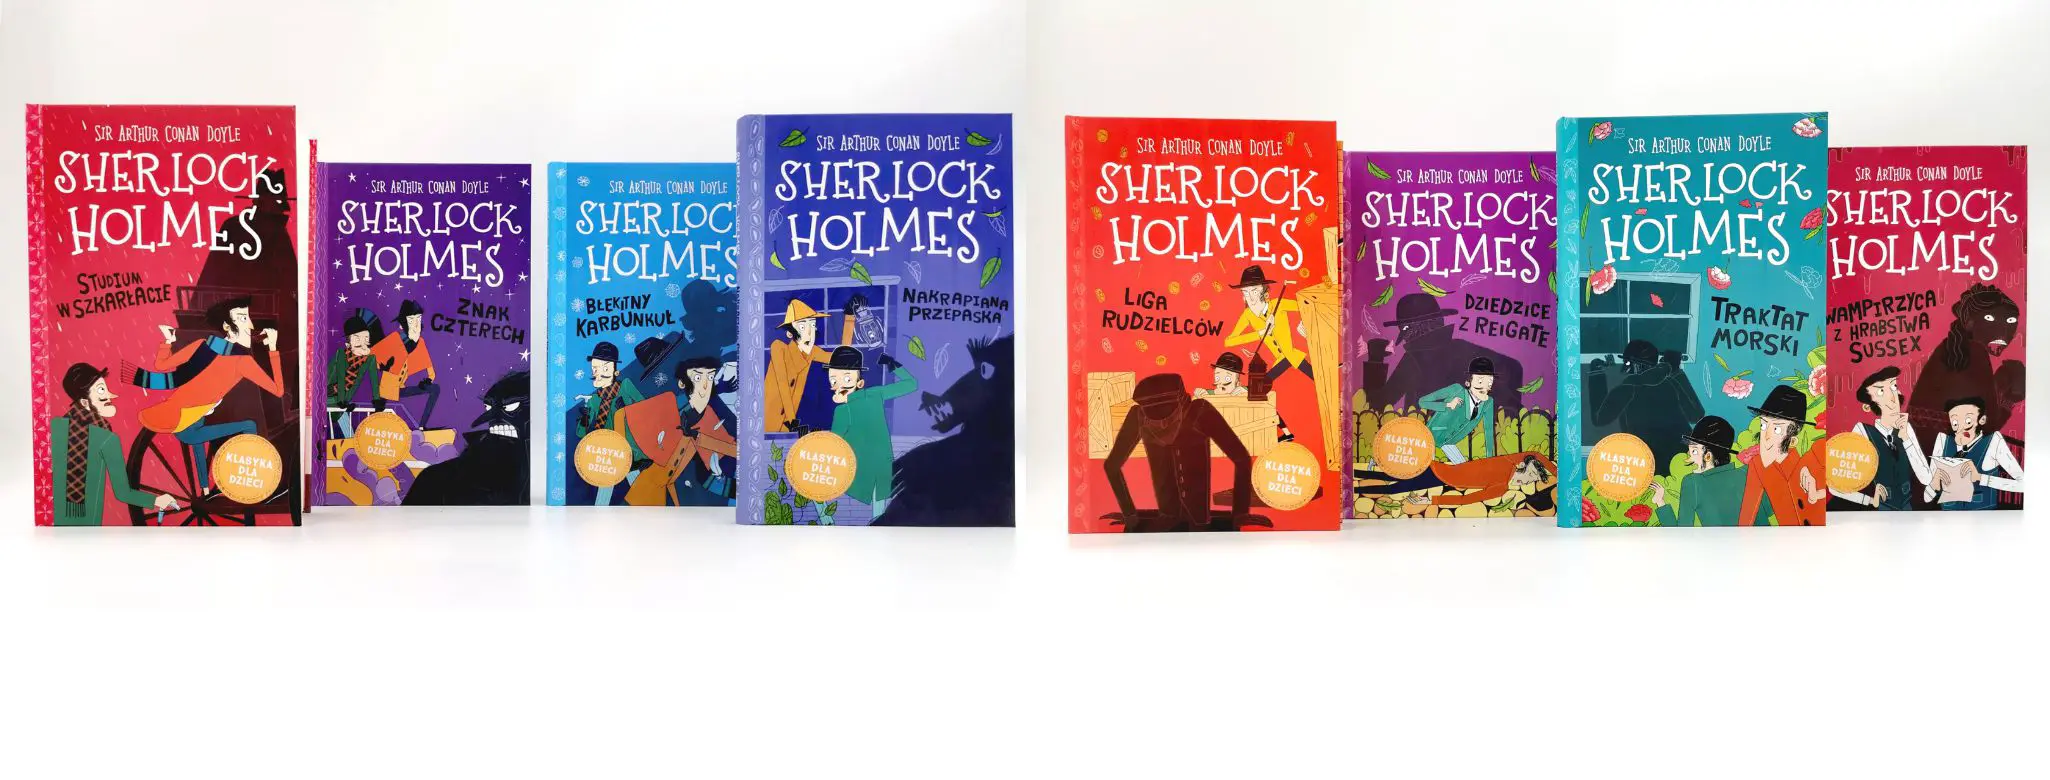 SIR ARTHUR CONAN DOYLE
SHERLOCK
HOLMES
STUDIUM
W SZKARŁACIE
KLASYKA
DLA
DZIECI
SIR ARTHUR CONAN DOYLE
SHERLOCK
HOLMES
ZNAK
CZTERECH
KLASYKA
DLA
DZIECI
SIR ARTHUR CONAN DOYLE
SHERLOC
HOLMES
BŁĘKITNY
KARBUNKUŁ
KLASYKA
DLA
DZIECI
SIR ARTHUR CONAN DOYLE
SHERLOCK
HOLMES
NAKRAPIANA
PRZEPASKA
KLASYKA
DLA
DZIECI
SIR ARTHUR CONAN DOYLE
SHERLOCK
HOLMES
LIGA
RUDZIELCÓW
KLASYKA
DLA
DZIECI
SIR ARTHUR CONAN DOYLE
SHERLOCK
HOLMES
DZIEDZICE
Z REIGATE
KLASYKA
DLA
DZIECI
SIR ARTHUR CONAN DOYLE
SHERLOCK
HOLMES
TRAKTAT
MORSKI
KLASYKA
DLA
DZIECI
SIR ARTHUR CONAN DOYLE
SHERLOCK
HOLMES
WAMPIRZYCA
Z HRABSTWA
SUSSEX
KLASYKA
DLA
DZIECI